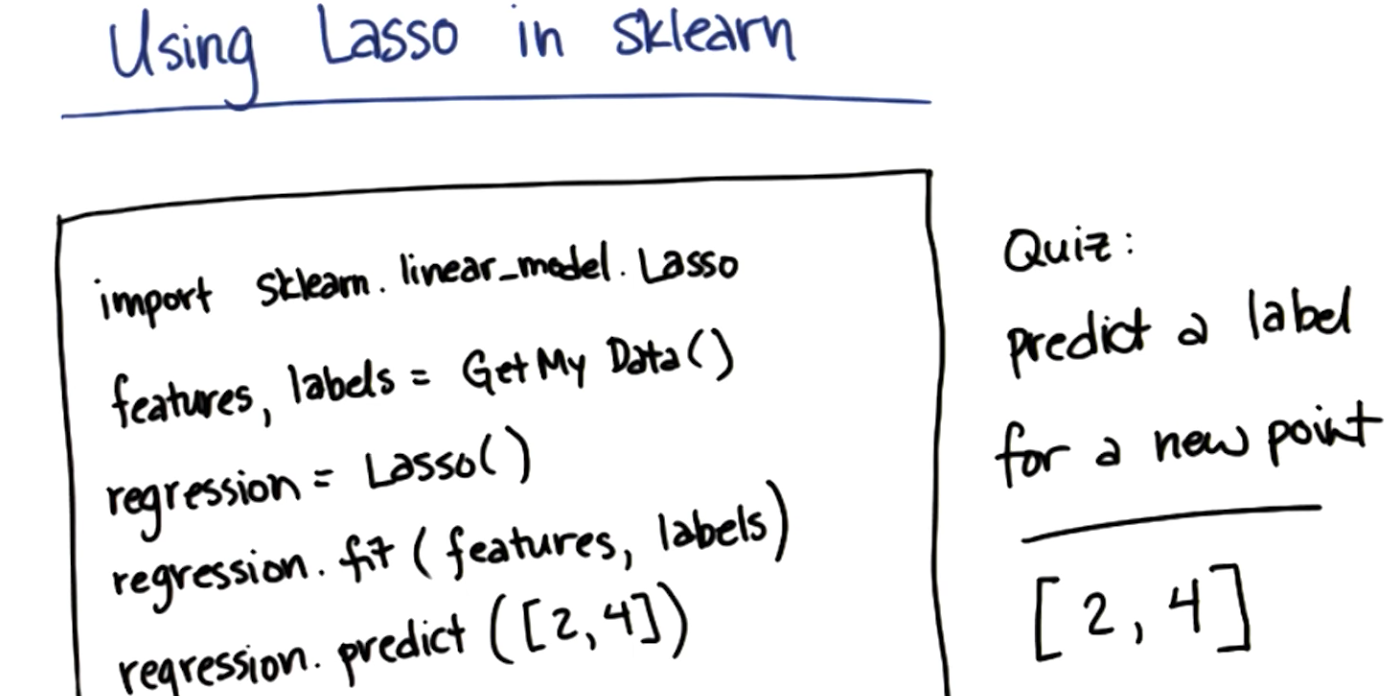 Using Lasso in sklearn
import sklearn.linear_model.Lasso
features, labels = GetMyData()
regression = Lasso()
regression.fit(features, labels)
regression.predict([2,4])
Quiz:
predict a label
for a new point
[2,4]